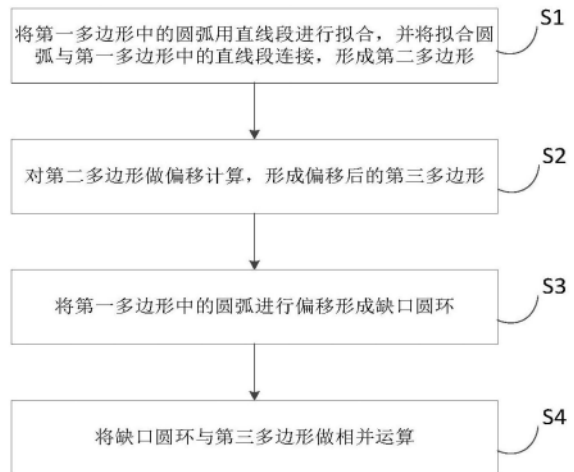 S1
将第一多边形中的圆弧用直线段进行拟合，并将拟合圆
弧与第一多边形中的直线段连接，形成第二多边形
S2
对第二多边形做偏移计算，形成偏移后的第三多边形
S3
将第一多边形中的圆弧进行偏移形成缺口圆环
S4
将缺口圆环与第三多边形做相并运算